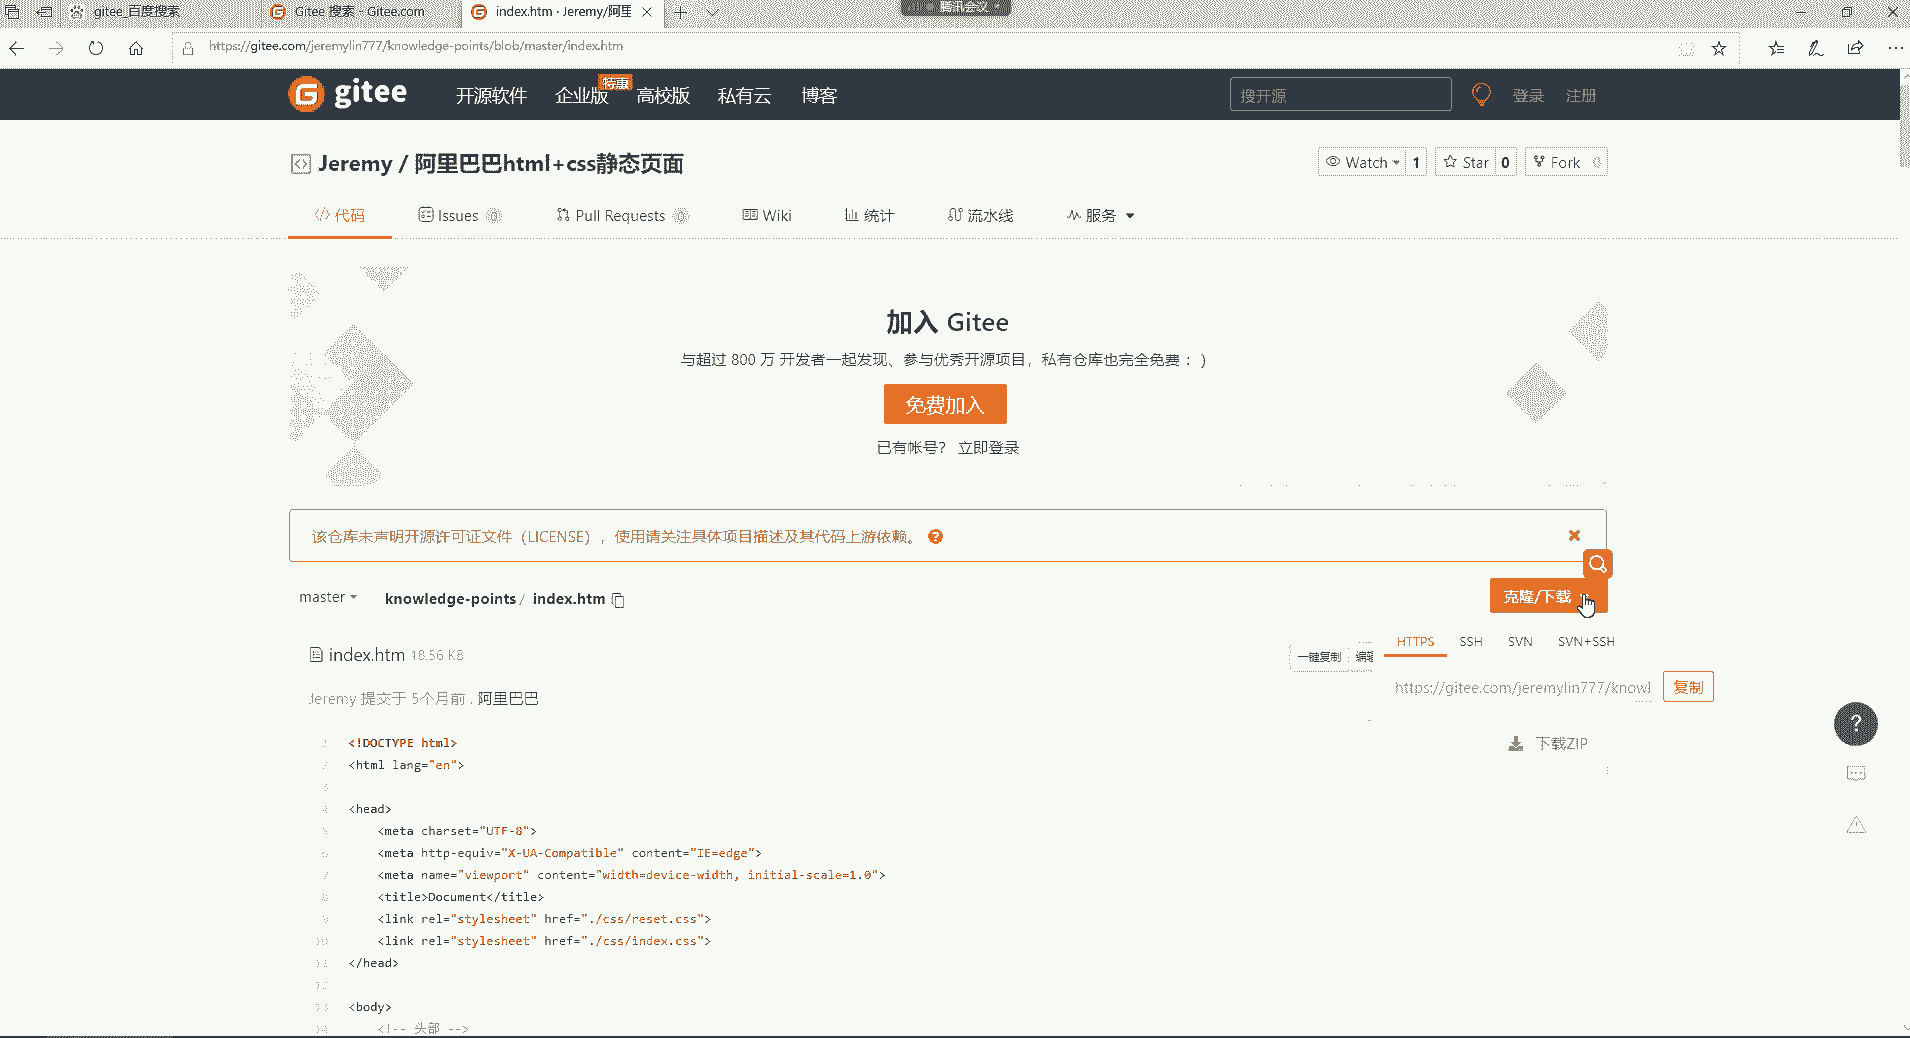 gitee_百度搜索
Gitee 搜索 - Gitee.com
index.htm · Jeremy/阿里
腾讯会议
https://gitee.com/jeremylin777/knowledge-points/blob/master/index.htm
gitee
开源软件
企业版
特惠
高校版
私有云
博客
搜开源
登录
注册
Jeremy / 阿里巴巴html+css静态页面
Watch 1
Star 0
Fork 0
代码
Issues 0
Pull Requests 0
Wiki
统计
流水线
服务
加入 Gitee
与超过 800 万 开发者一起发现、参与优秀开源项目，私有仓库也完全免费 ：)
免费加入
已有帐号？ 立即登录
该仓库未声明开源许可证文件（LICENSE），使用请关注具体项目描述及其代码上游依赖。
master
knowledge-points / index.htm
克隆/下载
HTTPS
SSH
SVN
SVN+SSH
index.htm 18.56 KB
一键复制
编辑
https://gitee.com/jeremylin777/knowl
复制
Jeremy 提交于 5个月前 . 阿里巴巴
下载ZIP
1 <!DOCTYPE html>
2 <html lang="en">
3
4 <head>
5 <meta charset="UTF-8">
6 <meta http-equiv="X-UA-Compatible" content="IE=edge">
7 <meta name="viewport" content="width=device-width, initial-scale=1.0">
8 <title>Document</title>
9 <link rel="stylesheet" href="./css/reset.css">
10 <link rel="stylesheet" href="./css/index.css">
11 </head>
12
13 <body>
14 <!-- 头部 -->